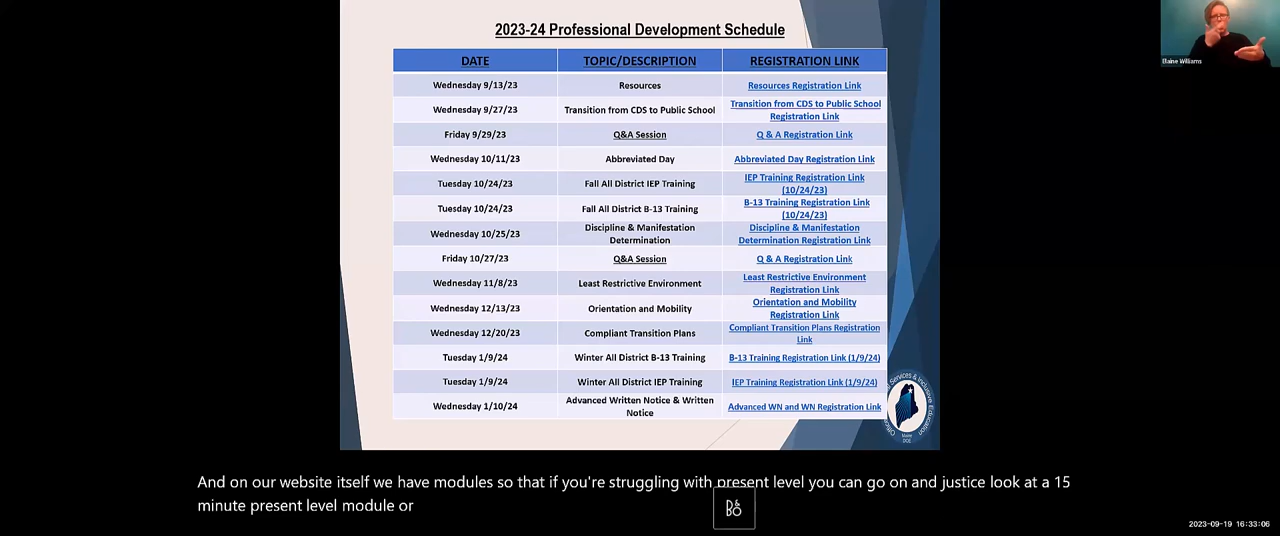 2023-24 Professional Development Schedule
DATE TOPIC/DESCRIPTION REGISTRATION LINK
Wednesday 9/13/23 Resources Resources Registration Link
Wednesday 9/27/23 Transition from CDS to Public School Transition from CDS to Public School
Registration Link
Friday 9/29/23 Q&A Session Q & A Registration Link
Wednesday 10/11/23 Abbreviated Day Abbreviated Day Registration Link
Tuesday 10/24/23 Fall All District IEP Training IEP Training Registration Link
(10/24/23)
Tuesday 10/24/23 Fall All District B-13 Training B-13 Training Registration Link
(10/24/23)
Wednesday 10/25/23 Discipline & Manifestation
Determination Discipline & Manifestation
Determination Registration Link
Friday 10/27/23 Q&A Session Q & A Registration Link
Wednesday 11/8/23 Least Restrictive Environment Least Restrictive Environment
Registration Link
Wednesday 12/13/23 Orientation and Mobility Orientation and Mobility
Registration Link
Wednesday 12/20/23 Compliant Transition Plans Compliant Transition Plans Registration
Link
Tuesday 1/9/24 Winter All District B-13 Training B-13 Training Registration Link (1/9/24)
Tuesday 1/9/24 Winter All District IEP Training IEP Training Registration Link (1/9/24)
Wednesday 1/10/24 Advanced Written Notice & Written
Notice Advanced WN and WN Registration Link
Elaine Williams
Services & Inclusive Education
Maine
DOE
And on our website itself we have modules so that if you're struggling with present level you can go on and justice look at a 15
minute present level module or
B&O
2023-09-19 16:33:06